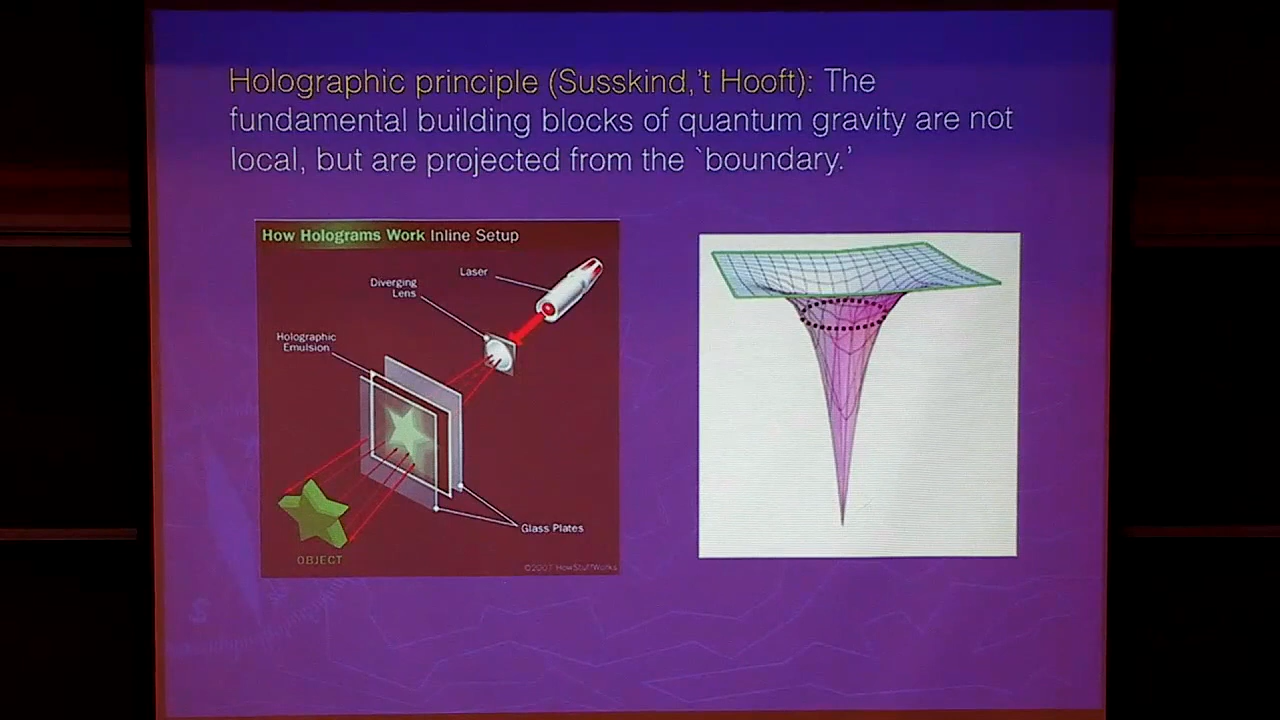 Holographic principle (Susskind,'t Hooft): The
fundamental building blocks of quantum gravity are not
local, but are projected from the `boundary.'
How Holograms Work Inline Setup
Laser
Diverging
Lens
Holographic
Emulsion
Glass Plates
OBJECT
©2007 HowStuffWorks